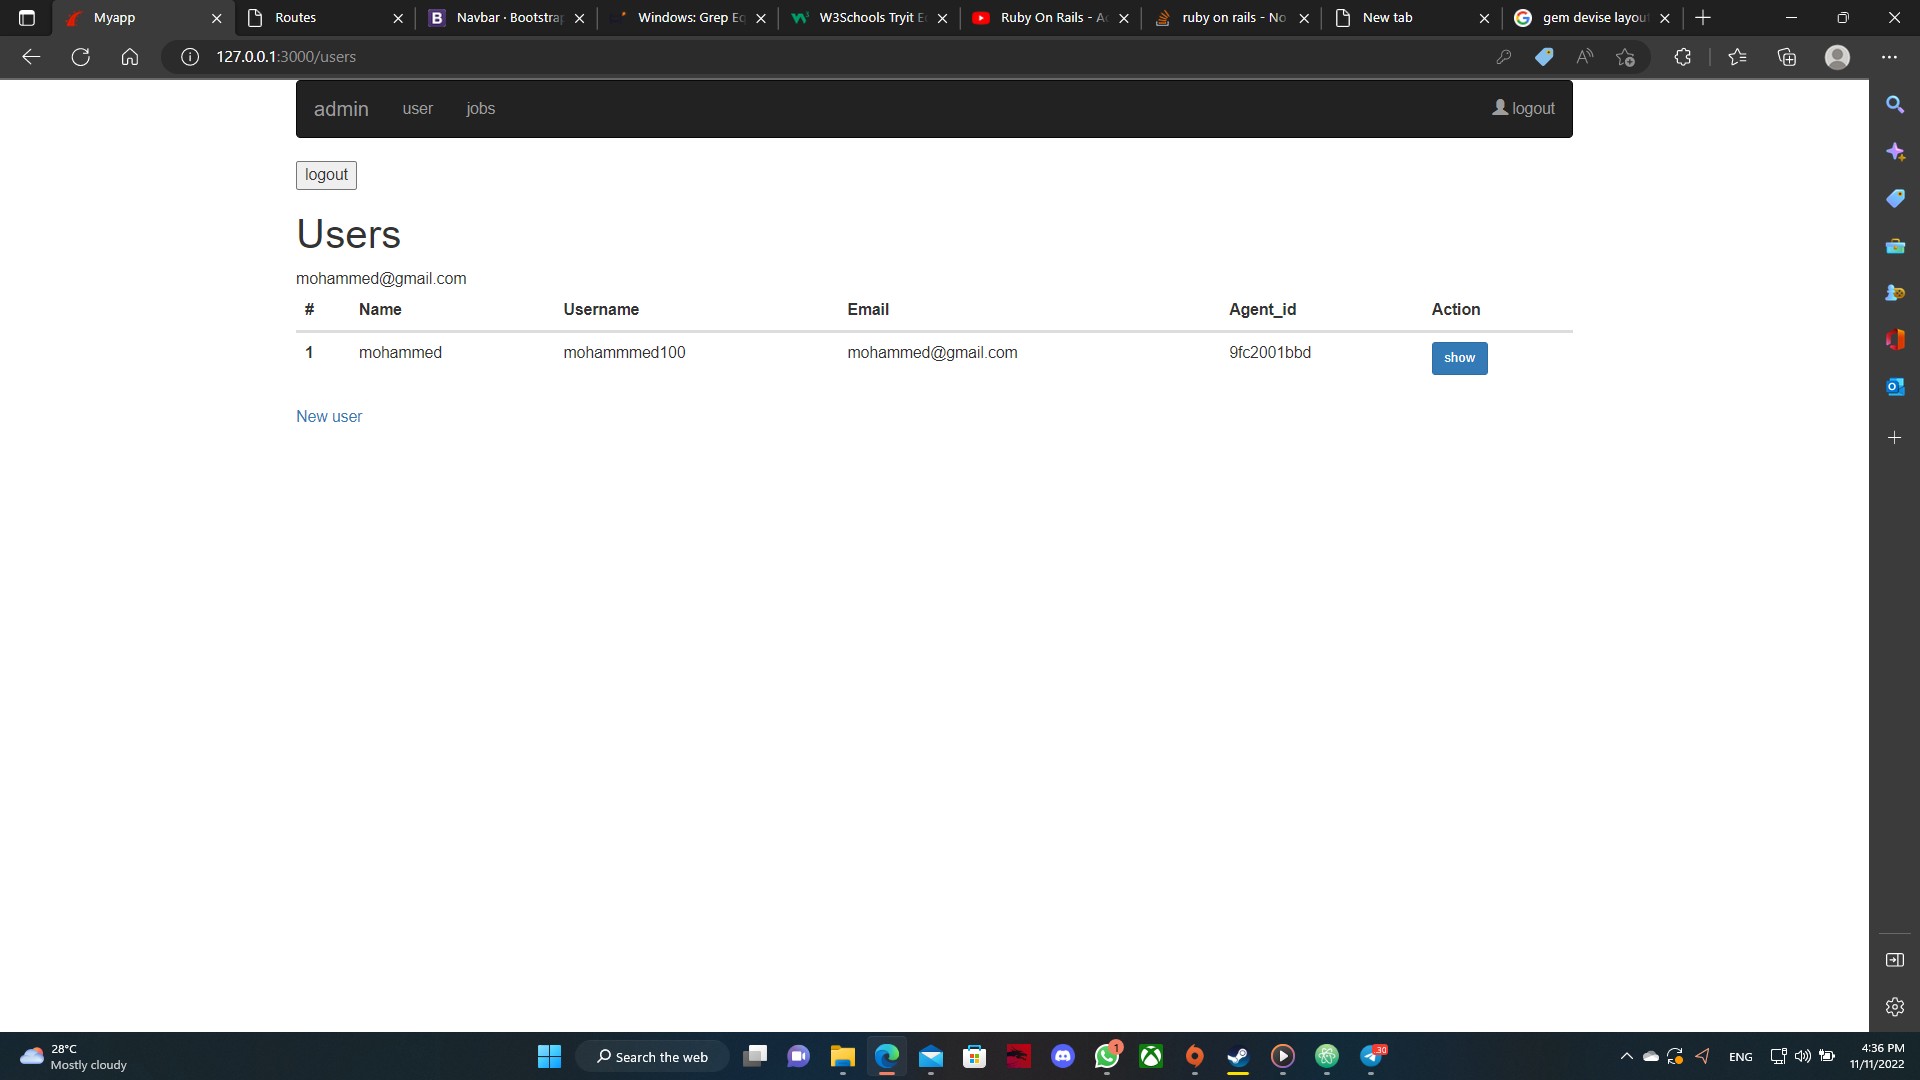 Myapp
Routes
Navbar · Bootstrap
Windows: Grep Eq
W3Schools Tryit E
Ruby On Rails - A
ruby on rails - No
New tab
gem devise layou
127.0.0.1:3000/users
admin user jobs logout
logout
Users
mohammed@gmail.com
# Name Username Email Agent_id Action
1 mohammed mohammmed100 mohammed@gmail.com 9fc2001bbd show
New user
28°C
Mostly cloudy
Search the web
1
30
ENG
4:36 PM
11/11/2022